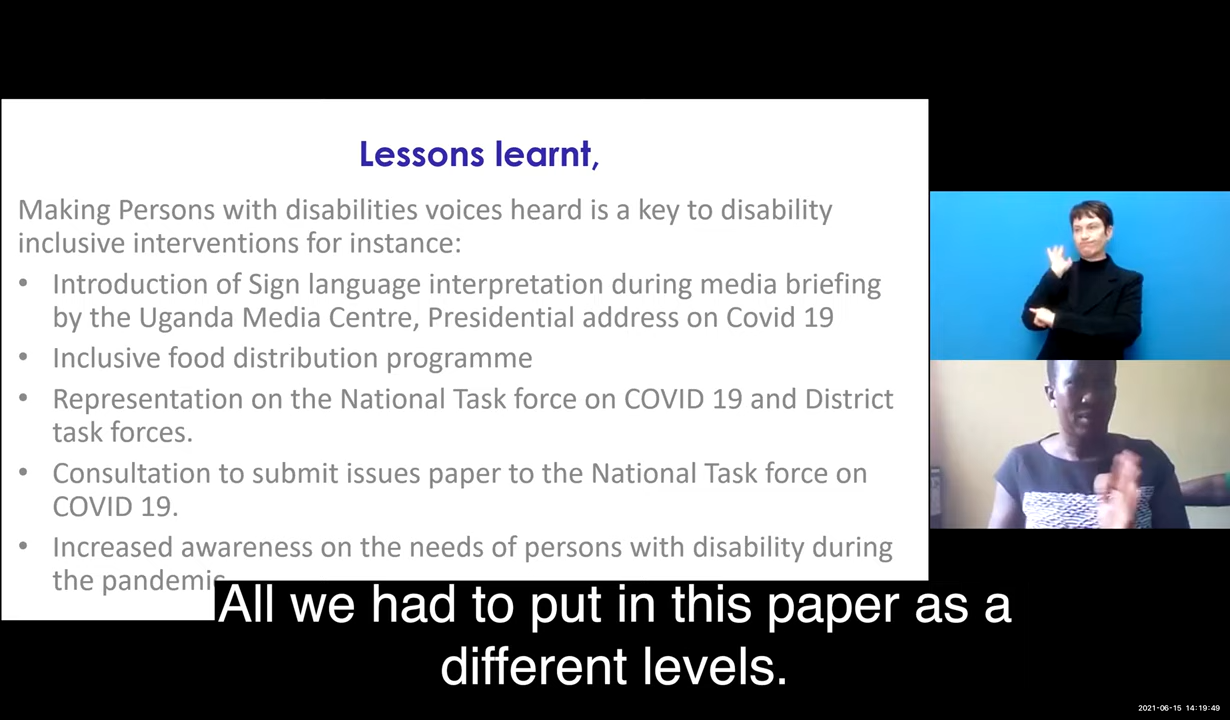 Lessons learnt,
Making Persons with disabilities voices heard is a key to disability
inclusive interventions for instance:
• Introduction of Sign language interpretation during media briefing
by the Uganda Media Centre, Presidential address on Covid 19
• Inclusive food distribution programme
• Representation on the National Task force on COVID 19 and District
task forces.
• Consultation to submit issues paper to the National Task force on
COVID 19.
• Increased awareness on the needs of persons with disability during
the pandemic
All we had to put in this paper as a
different levels.
2021-06-15 14:19:49